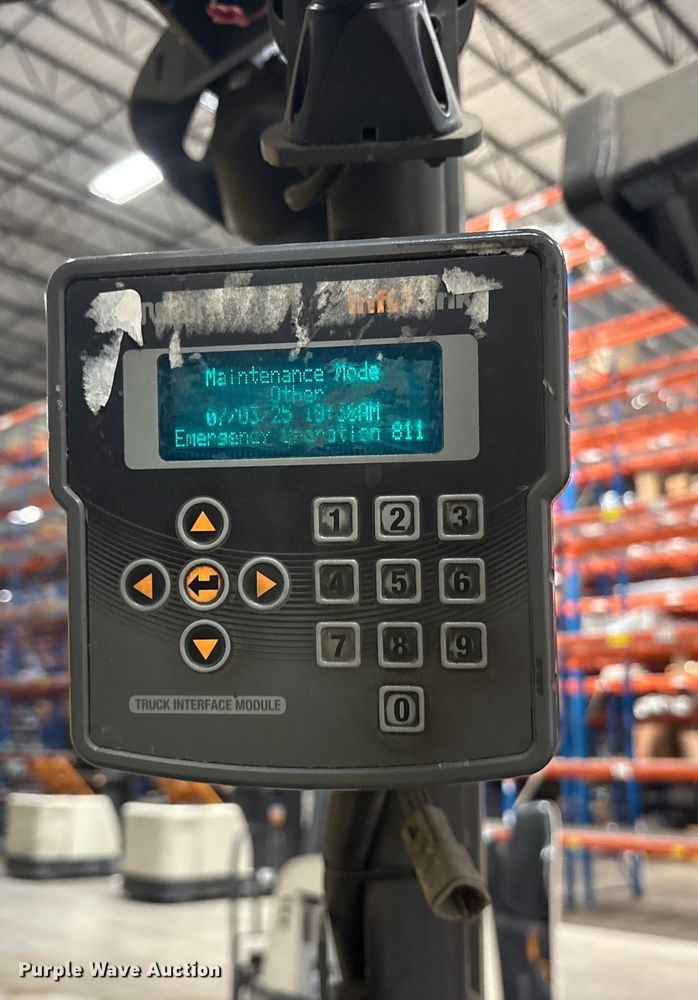 Maintenance Mode
Other
Emergency Operation 811
1 2 3
4 5 6
7 8 9
0
TRUCK INTERFACE MODULE
Purple Wave Auction